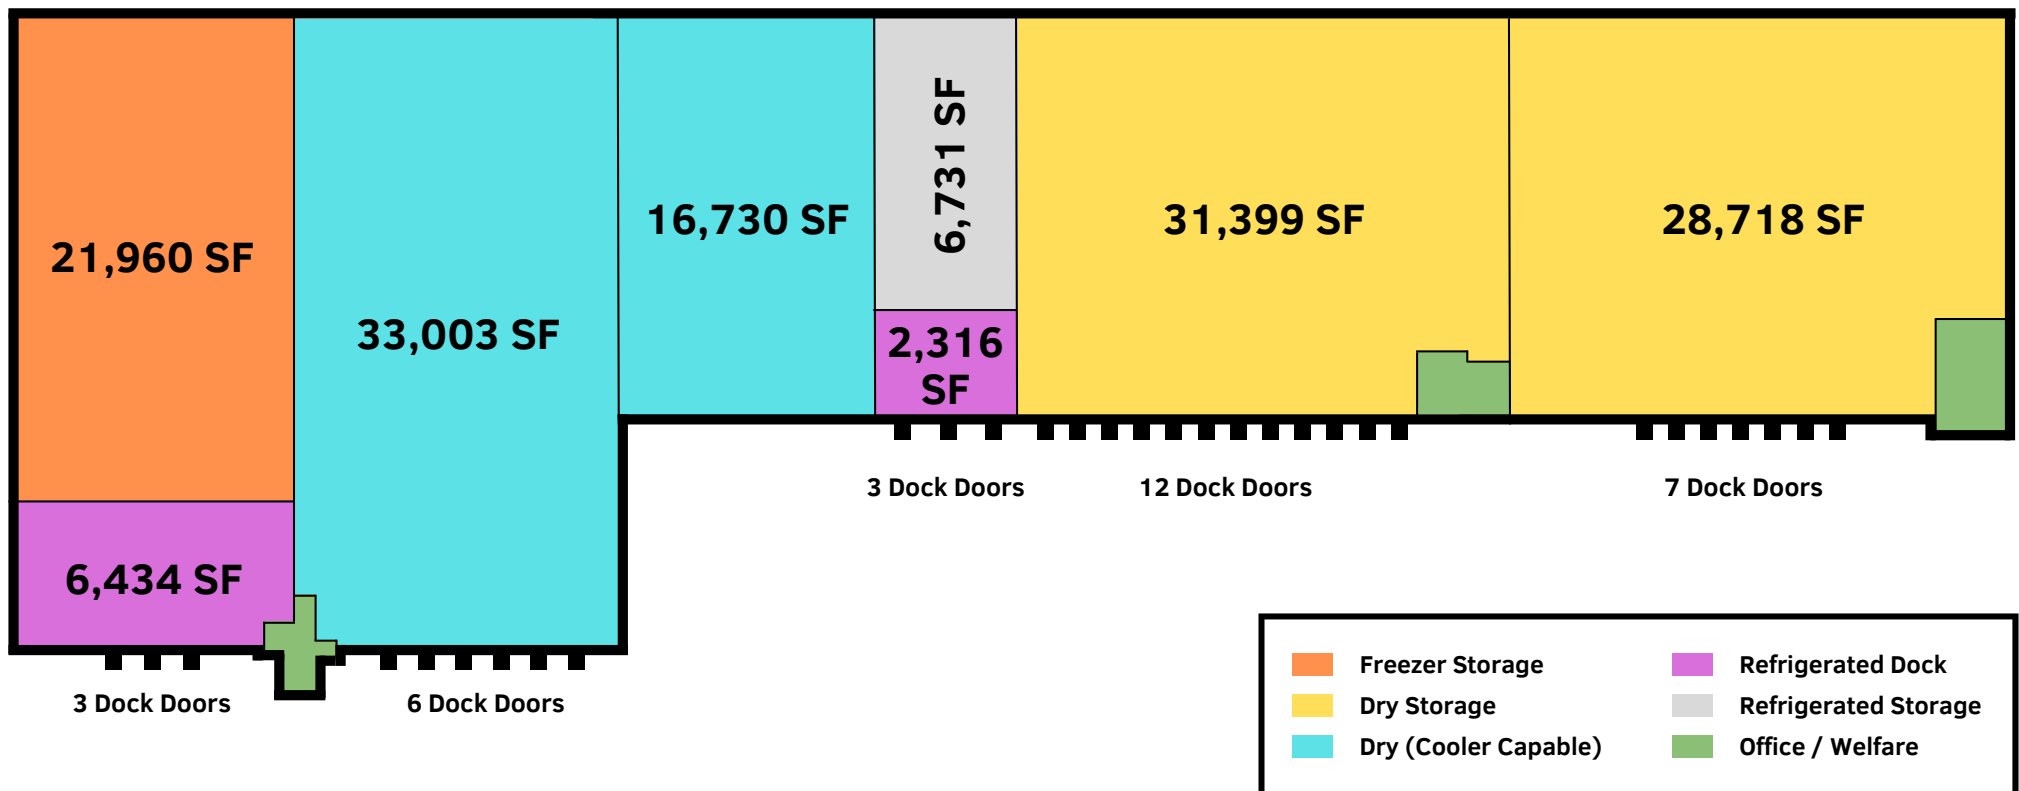 21,960 SF
33,003 SF
16,730 SF
6,731 SF
2,316
SF
31,399 SF
28,718 SF
6,434 SF
3 Dock Doors
12 Dock Doors
7 Dock Doors
3 Dock Doors
6 Dock Doors
Freezer Storage
Dry Storage
Dry (Cooler Capable)
Refrigerated Dock
Refrigerated Storage
Office / Welfare